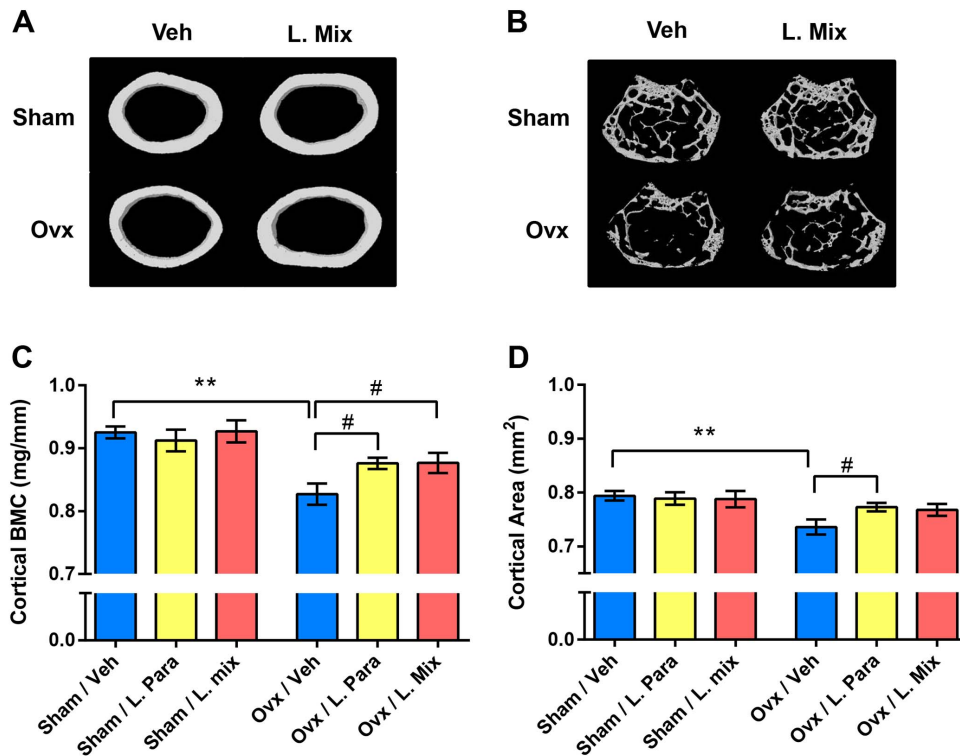 A
Veh
L. Mix
Sham
Ovx
B
Veh
L. Mix
Sham
Ovx
C
Cortical BMC (mg/mm)
1.0
0.9
0.8
0.7
0.0
**
#
#
Sham / Veh
Sham / L. Para
Sham / L. mix
Ovx / Veh
Ovx / L. Para
Ovx / L. Mix
D
Cortical Area (mm²)
1.0
0.9
0.8
0.7
0.0
**
#
Sham / Veh
Sham / L. Para
Sham / L. mix
Ovx / Veh
Ovx / L. Para
Ovx / L. Mix